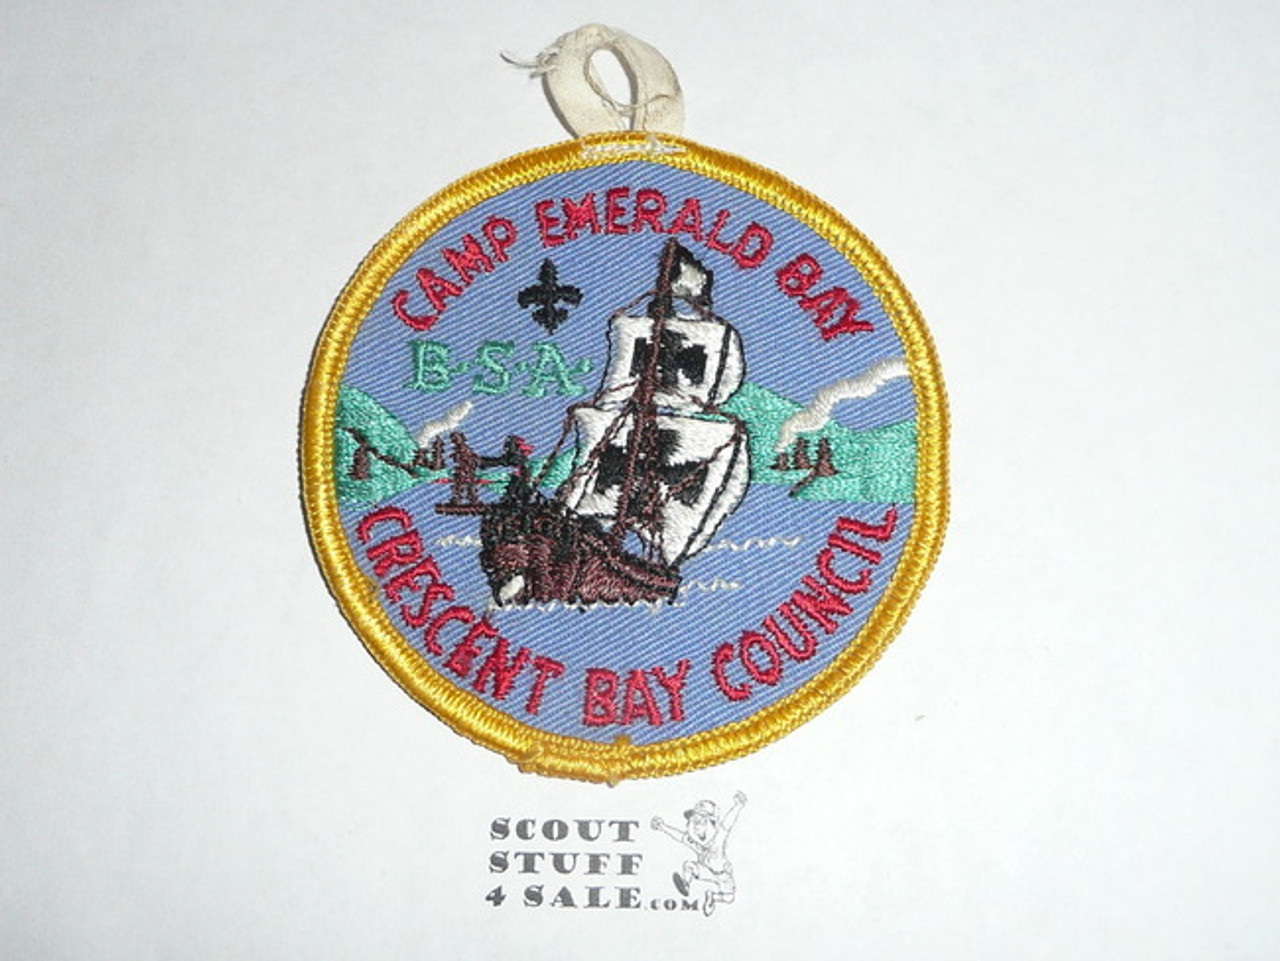 CAMP EMERALD BAY
B·S·A·
CRESCENT BAY COUNCIL
SCOUT
STUFF
4 SALE.COM